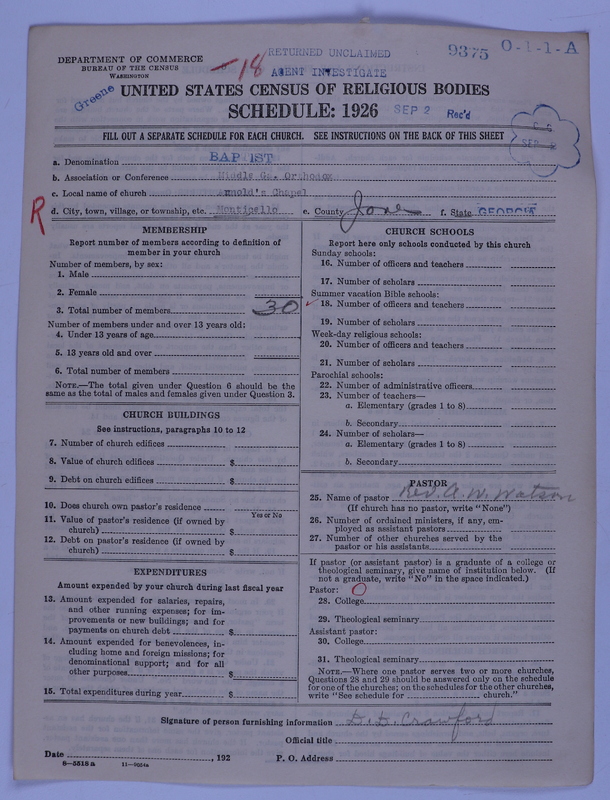 DEPARTMENT OF COMMERCE
BUREAU OF THE CENSUS
WASHINGTON
18
RETURNED UNCLAIMED
AGENT INVESTIGATE
9375 O-1-1-A
Greene
UNITED STATES CENSUS OF RELIGIOUS BODIES
SCHEDULE: 1926
SEP 2 Rec'd
FILL OUT A SEPARATE SCHEDULE FOR EACH CHURCH. SEE INSTRUCTIONS ON THE BACK OF THIS SHEET
a. Denomination BAPTIST
b. Association or Conference Middle Ga. Orthodox
c. Local name of church Arnold's Chapel
R
d. City, town, village, or township, etc. Monticello e. County Jones f. State GEORGIA
MEMBERSHIP
Report number of members according to definition of
member in your church
Number of members, by sex:
1. Male
2. Female
3. Total number of members 30
Number of members under and over 13 years old:
4. Under 13 years of age
5. 13 years old and over
6. Total number of members
NOTE.—The total given under Question 6 should be the
same as the total of males and females given under Question 3.
CHURCH BUILDINGS
See instructions, paragraphs 10 to 12
7. Number of church edifices
8. Value of church edifices $
9. Debt on church edifices $
10. Does church own pastor's residence
Yes or No
11. Value of pastor's residence (if owned by
church) $
12. Debt on pastor's residence (if owned by
church) $
EXPENDITURES
Amount expended by your church during last fiscal year
13. Amount expended for salaries, repairs,
and other running expenses; for im-
provements or new buildings; and for
payments on church debt $
14. Amount expended for benevolences, in-
cluding home and foreign missions; for
denominational support; and for all
other purposes $
15. Total expenditures during year $
CHURCH SCHOOLS
Report here only schools conducted by this church
Sunday schools:
16. Number of officers and teachers
17. Number of scholars
Summer vacation Bible schools:
18. Number of officers and teachers
19. Number of scholars
Week-day religious schools:
20. Number of officers and teachers
21. Number of scholars
Parochial schools:
22. Number of administrative officers
23. Number of teachers—
a. Elementary (grades 1 to 8)
b. Secondary
24. Number of scholars—
a. Elementary (grades 1 to 8)
b. Secondary
PASTOR
25. Name of pastor Rev. A. W. Watson
(If church has no pastor, write "None")
26. Number of ordained ministers, if any, em-
ployed as assistant pastors
27. Number of other churches served by the
pastor or his assistants
If pastor (or assistant pastor) is a graduate of a college or
theological seminary, give name of institution below. (If
not a graduate, write "No" in the space indicated.)
Pastor: O
28. College
29. Theological seminary
Assistant pastor:
30. College
31. Theological seminary
NOTE.—Where one pastor serves two or more churches,
Questions 28 and 29 should be answered only on the schedule
for one of the churches; on the schedules for the other churches,
write "See schedule for church."
Signature of person furnishing information D. D. Crawford
Official title
Date , 192 P. O. Address
8-5518a 11-9034a